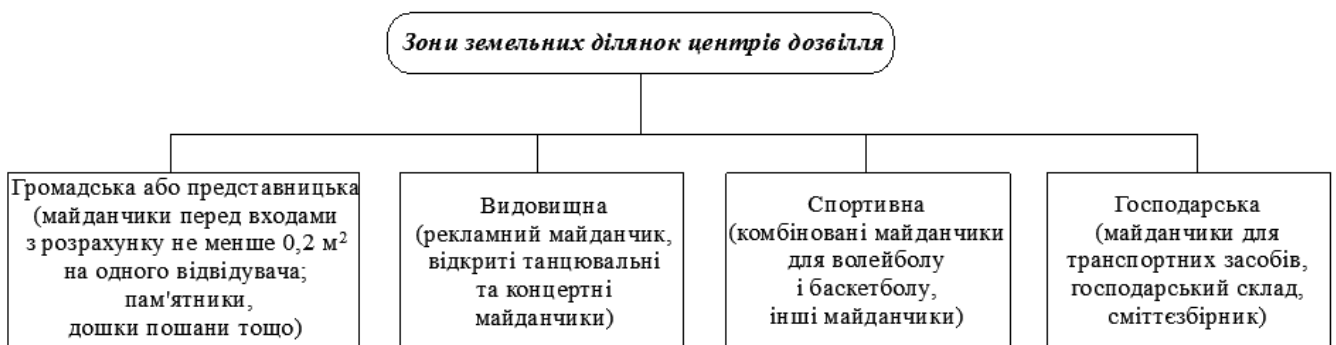 Зони земельних ділянок центрів дозвілля
Громадська або представницька
(майданчики перед входами
з розрахунку не менше 0,2 м²
на одного відвідувача;
пам'ятники,
дошки пошани тощо)
Видовищна
(рекламний майданчик,
відкриті танцювальні
та концертні
майданчики)
Спортивна
(комбіновані майданчики
для волейболу
і баскетболу,
інші майданчики)
Господарська
(майданчики для
транспортних засобів,
господарський склад,
сміттєзбірник)